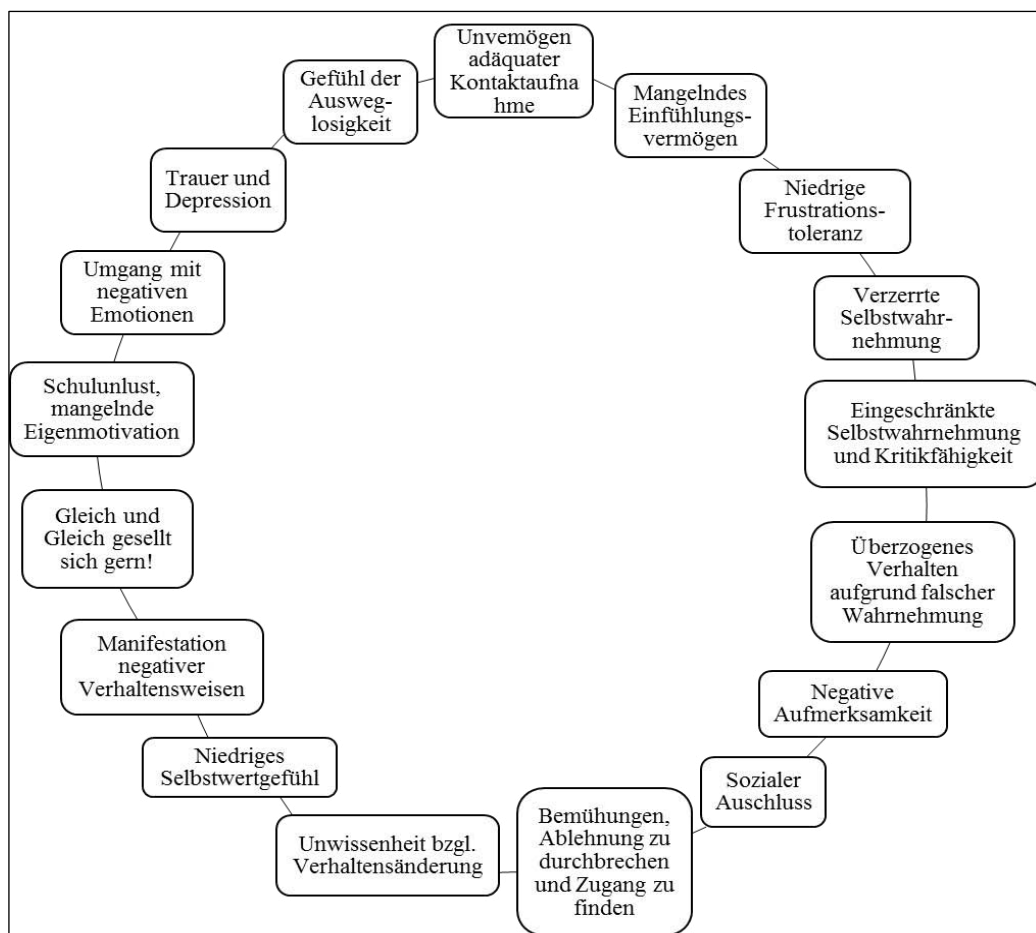 Unvemögen
adäquater
Kontaktaufna
hme
Mangelndes
Einfühlungs-
vermögen
Niedrige
Frustrations-
toleranz
Verzerrte
Selbstwahr-
nehmung
Eingeschränkte
Selbstwahrnehmung
und Kritikfähigkeit
Überzogenes
Verhalten
aufgrund falscher
Wahrnehmung
Negative
Aufmerksamkeit
Sozialer
Auschluss
Bemühungen,
Ablehnung zu
durchbrechen
und Zugang zu
finden
Unwissenheit bzgl.
Verhaltensänderung
Niedriges
Selbstwertgefühl
Manifestation
negativer
Verhaltensweisen
Gleich und
Gleich gesellt
sich gern!
Schulunlust,
mangelnde
Eigenmotivation
Umgang mit
negativen
Emotionen
Trauer und
Depression
Gefühl der
Ausweg-
losigkeit